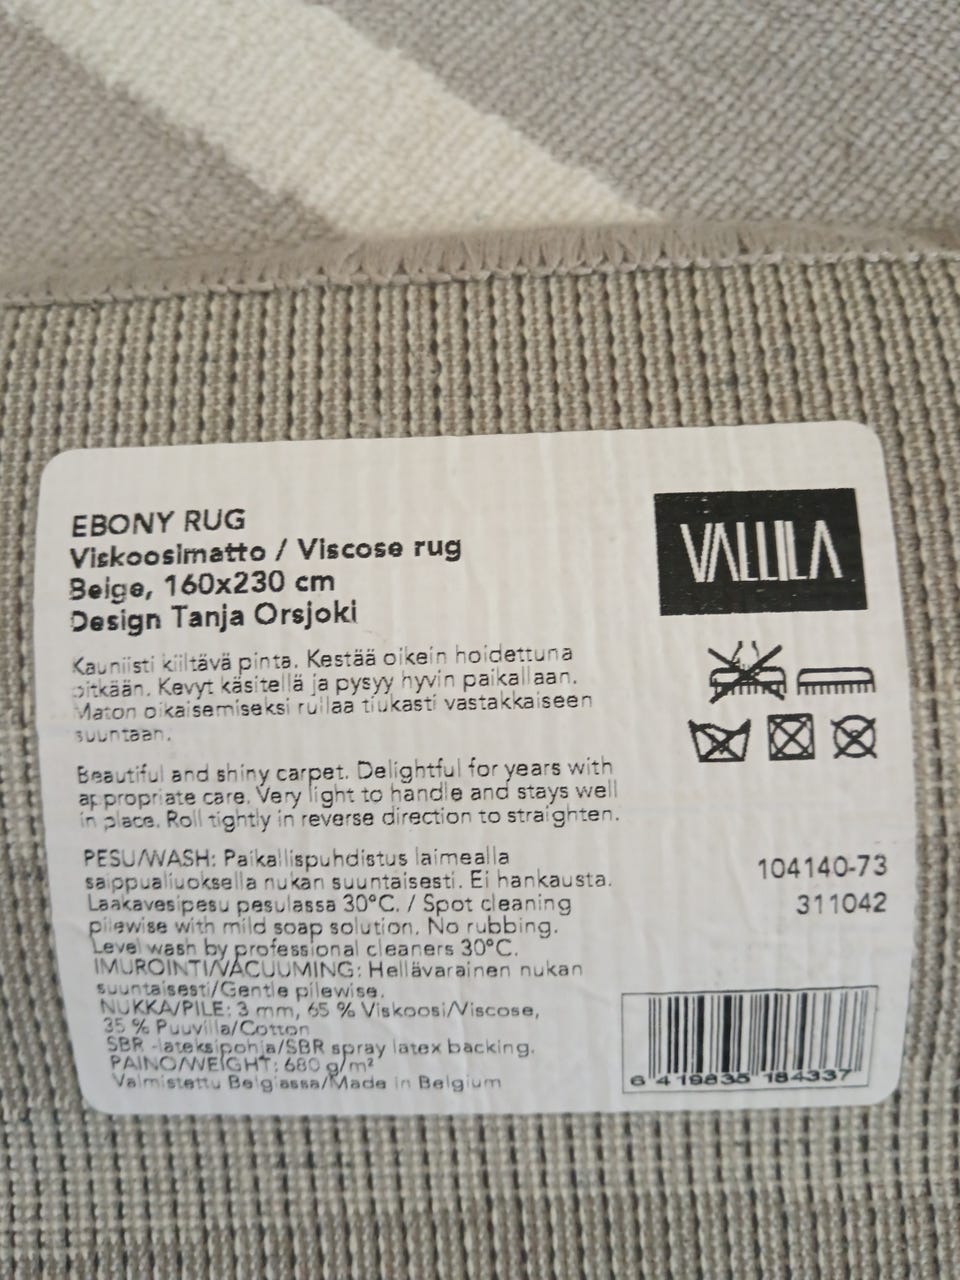 EBONY RUG
Viskoosimatto / Viscose rug
Beige, 160x230 cm
Design Tanja Orsjoki
VALLILA
Kauniisti kiiltävä pinta. Kestää oikein hoidettuna
pitkään. Kevyt käsitellä ja pysyy hyvin paikallaan.
Maton oikaisemiseksi rullaa tiukasti vastakkaiseen
suuntaan.
Beautiful and shiny carpet. Delightful for years with
appropriate care. Very light to handle and stays well
in place. Roll tightly in reverse direction to straighten.
PESU/WASH: Paikallispuhdistus laimealla
saippualiuoksella nukan suuntaisesti. Ei hankausta.
Laakavesipesu pesulassa 30°C. / Spot cleaning
pilewise with mild soap solution. No rubbing.
Level wash by professional cleaners 30°C.
IMUROINTI/VACUUMING: Hellävarainen nukan
suuntaisesti/Gentle pilewise.
NUKKA/PILE: 3 mm, 65 % Viskoosi/Viscose,
35 % Puuvilla/Cotton
SBR -lateksipohja/SBR spray latex backing.
PAINO/WEIGHT: 680 g/m²
Valmistettu Belgiassa/Made in Belgium
104140-73
311042
6 419835 184337